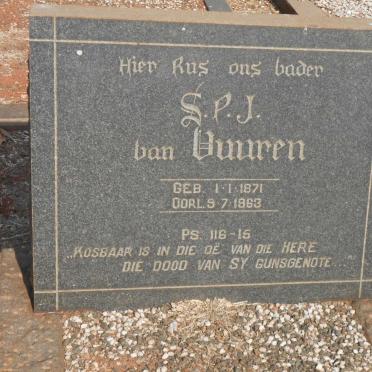 Hier Rus ons vader
S.P.J.
van Vuuren
GEB. 1-1-1871
OORL. 9-7-1963
PS. 116-15
„KOSBAAR IS IN DIE OË VAN DIE HERE
DIE DOOD VAN SY GUNSGENOTE..."